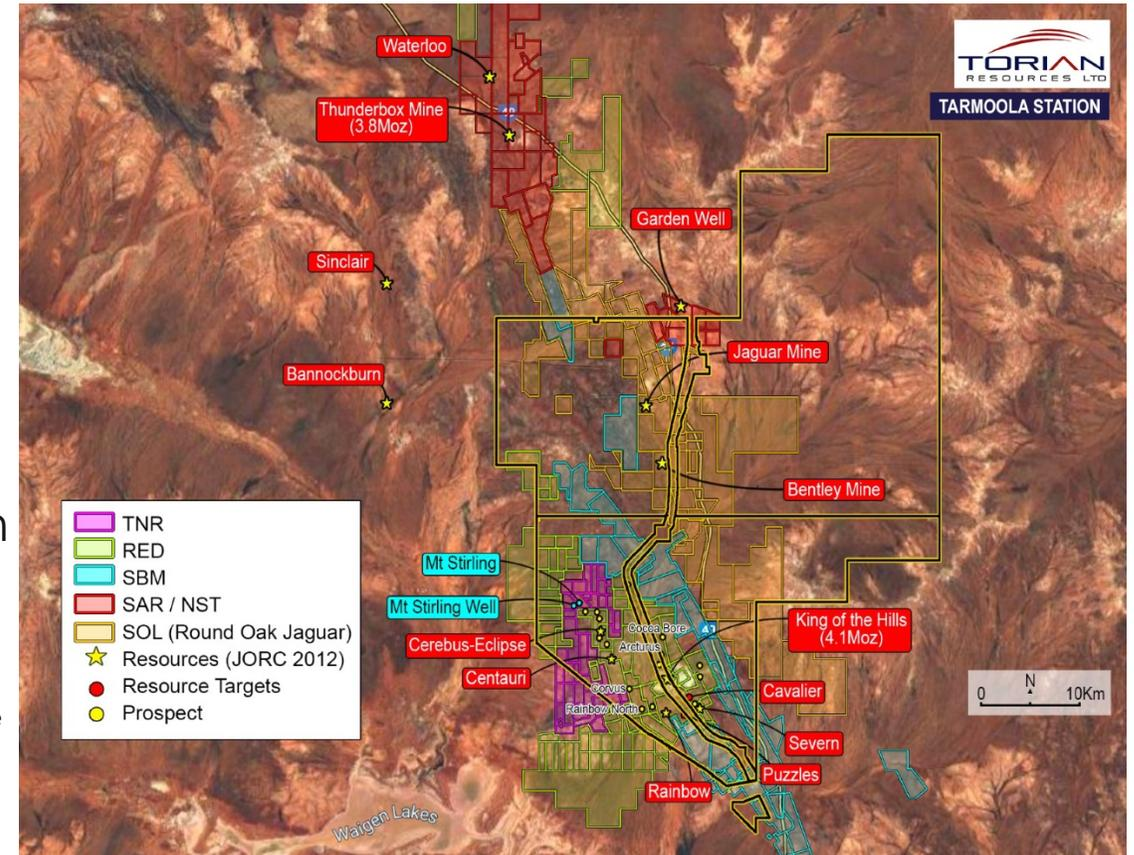 TORIAN
RESOURCES LTD
TARMOOLA STATION
Waterloo
Thunderbox Mine
(3.8Moz)
Garden Well
Sinclair
Jaguar Mine
Bannockburn
Bentley Mine
n
TNR
RED
SBM
SAR / NST
SOL (Round Oak Jaguar)
Resources (JORC 2012)
Resource Targets
Prospect
Mt Stirling
Mt Stirling Well
Cerebus-Eclipse
Centauri
Cocoa Bore
Arcturus
Corvus
Rainbow North
King of the Hills
(4.1Moz)
Cavalier
Severn
Puzzles
Rainbow
0 N 10Km
Waigen Lakes